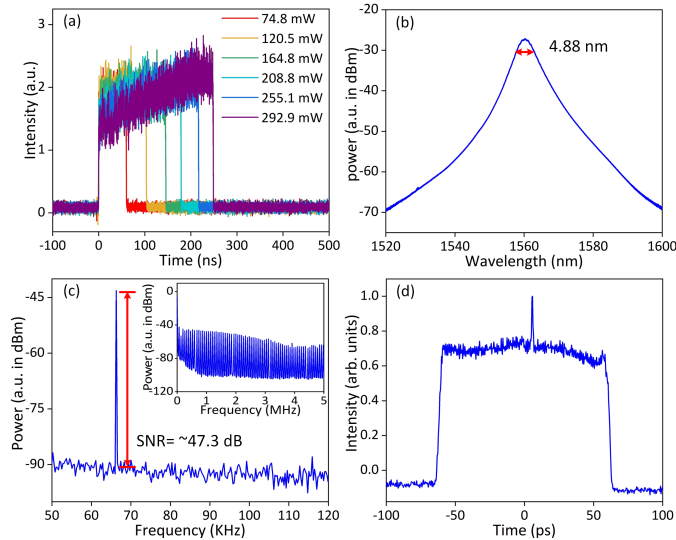 (a)
74.8 mW
120.5 mW
164.8 mW
208.8 mW
255.1 mW
292.9 mW
Intensity (a.u.)
3
2
1
0
-100 0 100 200 300 400 500
Time (ns)
(b)
4.88 nm
power (a.u. in dBm)
-20
-30
-40
-50
-60
-70
1520 1540 1560 1580 1600
Wavelength (nm)
(c)
Power (a.u. in dBm)
-45
-60
-75
-90
SNR= ~47.3 dB
50 60 70 80 90 100 110 120
Frequency (KHz)
Power (a.u. in dBm)
0
-40
-80
-120
0 1 2 3 4 5
Frequency (MHz)
(d)
Intensity (arb. units)
1.0
0.8
0.6
0.4
0.2
0.0
-100 -50 0 50 100
Time (ps)